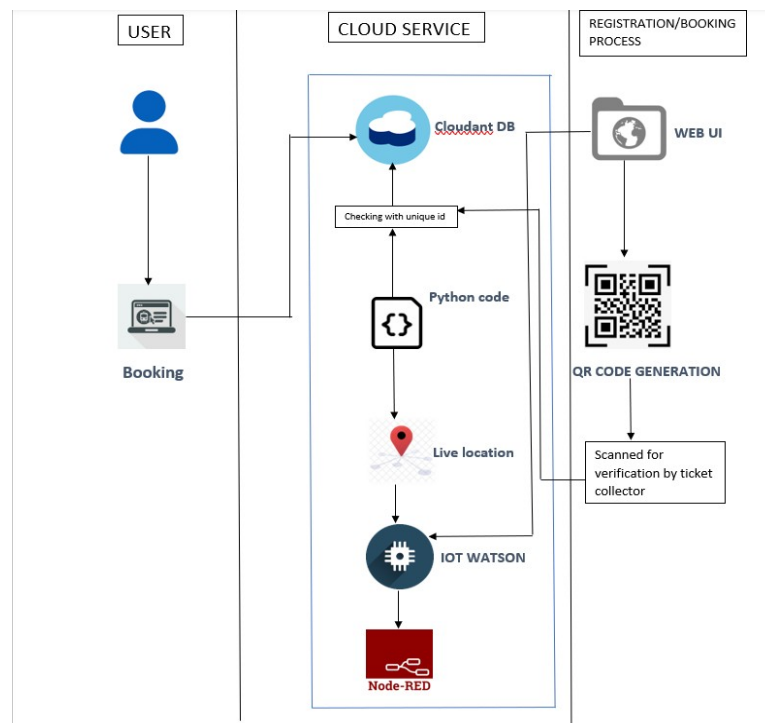 USER
CLOUD SERVICE
REGISTRATION/BOOKING
PROCESS
Cloudant DB
WEB UI
Checking with unique id
Python code
Booking
QR CODE GENERATION
Live location
Scanned for
verification by ticket
collector
IOT WATSON
Node-RED